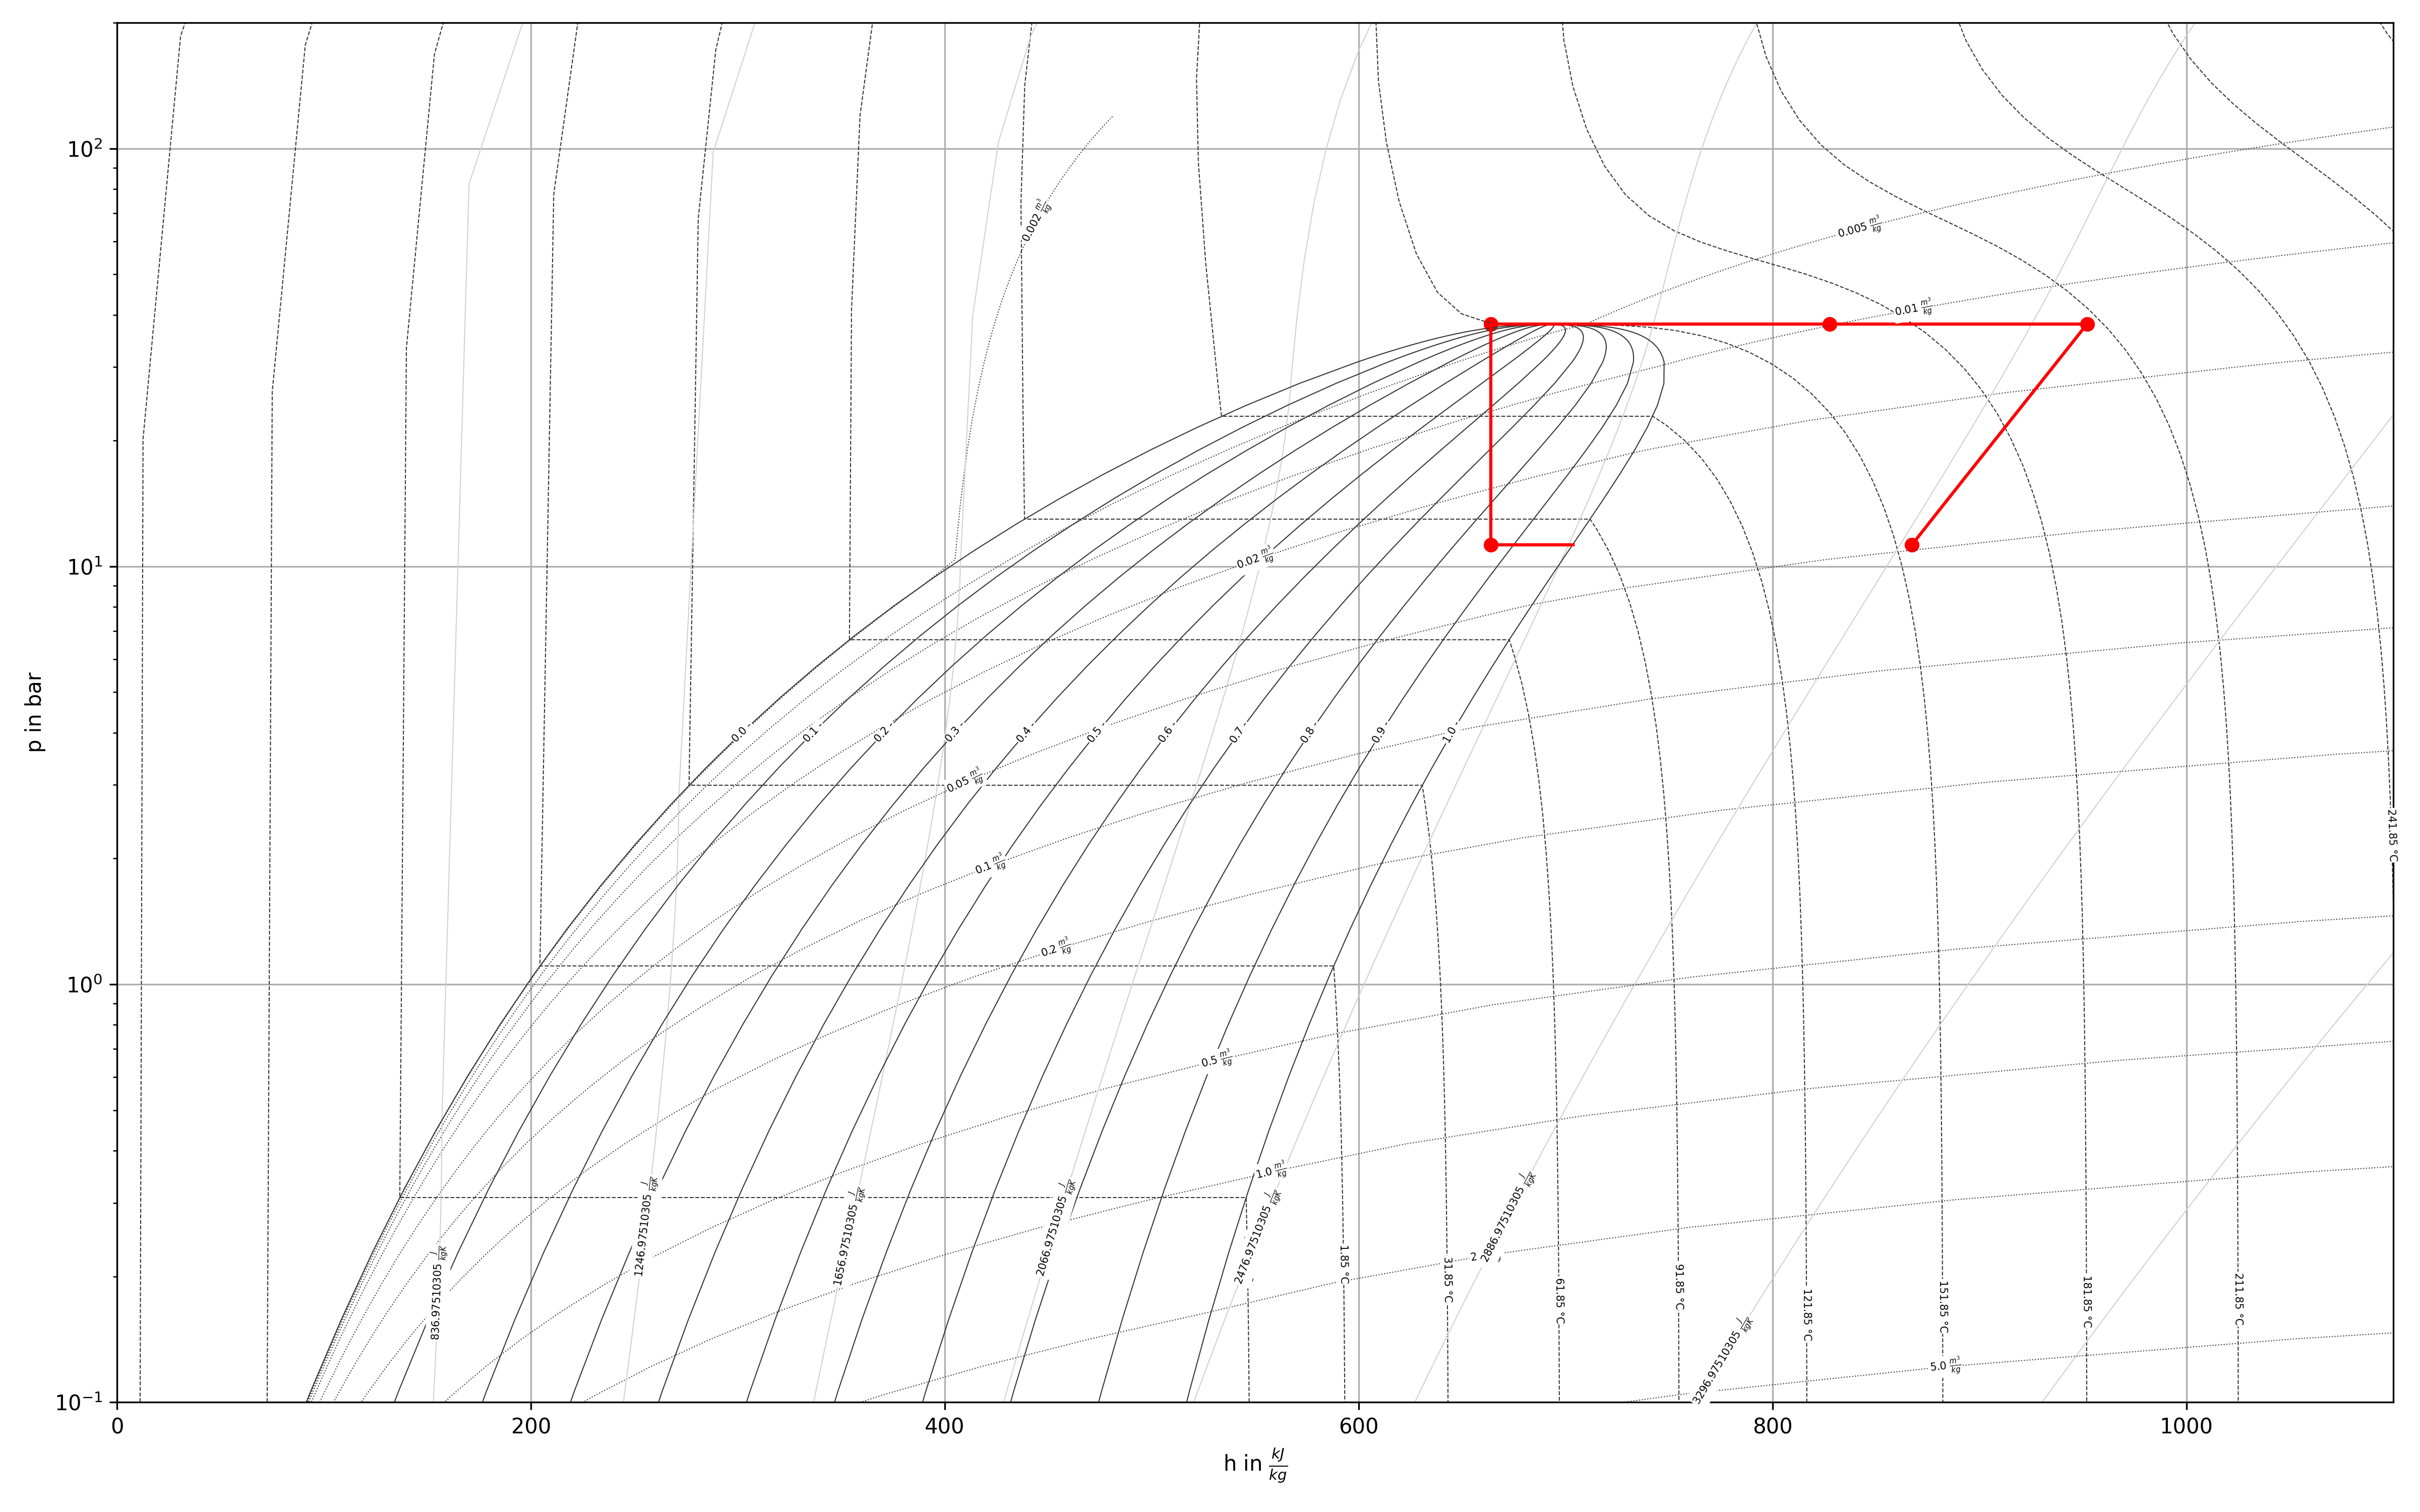 0.002 m³/kg
0.005 m³/kg
0.01 m³/kg
0.02 m³/kg
0.0
0.1
0.2
0.3
0.4
0.5
0.6
0.7
0.8
0.9
1.0
0.05 m³/kg
0.1 m³/kg
0.2 m³/kg
0.5 m³/kg
1.0 m³/kg
2
5.0 m³/kg
241.85 °C
836.97510305 J/kgK
1246.97510305 J/kgK
1656.97510305 J/kgK
2066.97510305 J/kgK
2476.97510305 J/kgK
2886.97510305 J/kgK
3296.97510305 J/kgK
1.85 °C
31.85 °C
61.85 °C
91.85 °C
121.85 °C
151.85 °C
181.85 °C
211.85 °C
p in bar
10²
10¹
10⁰
10⁻¹
0 200 400 600 800 1000
h in kJ/kg